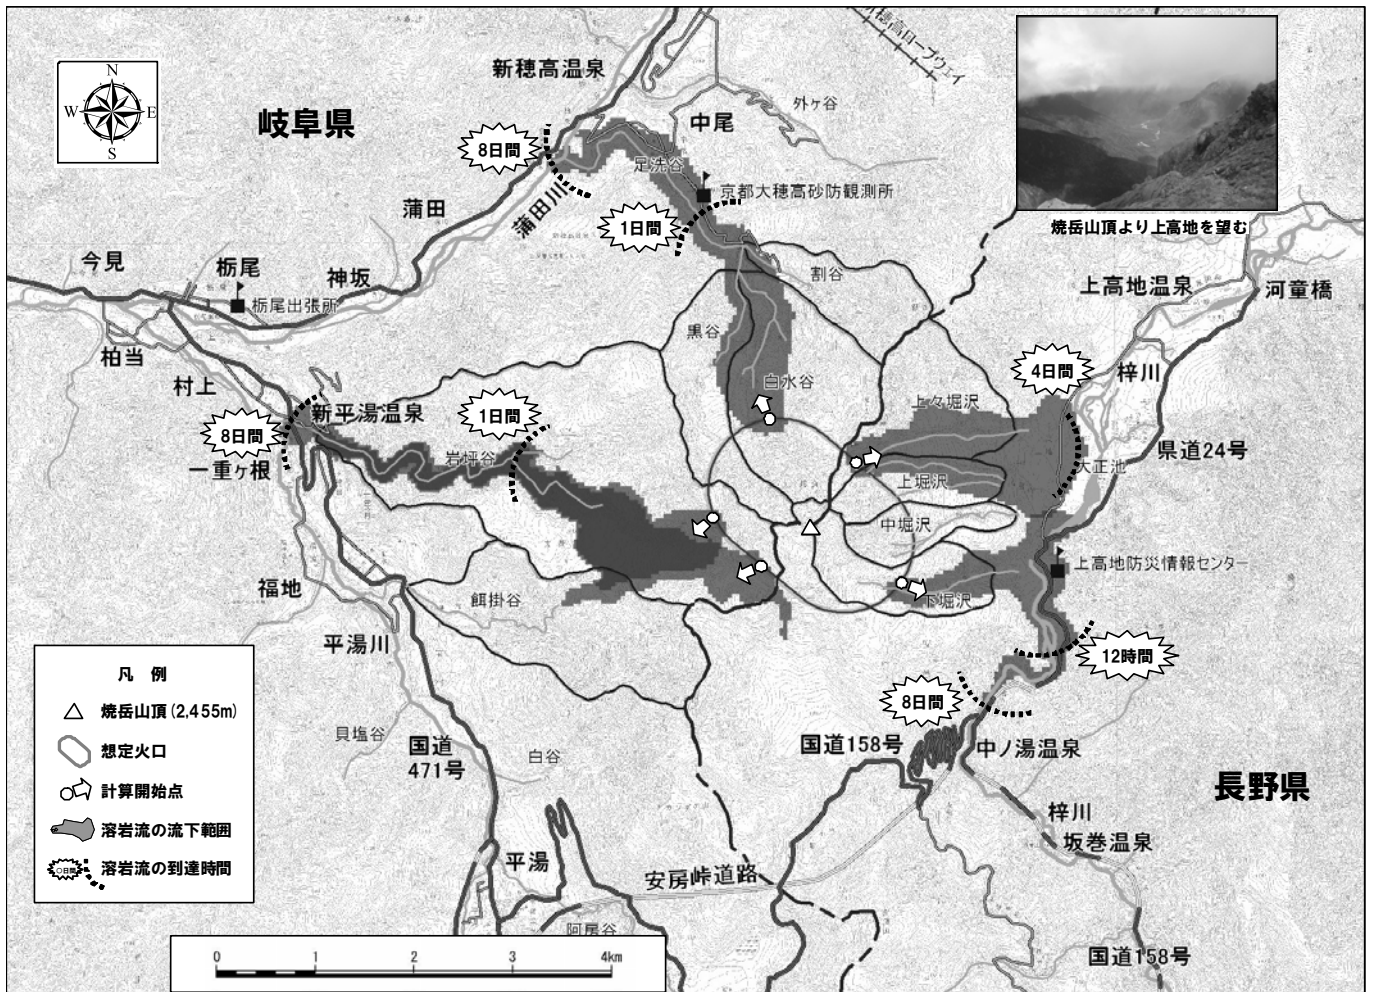 新穂高ロープウェイ
新穂高温泉
岐阜県
中尾
外ヶ谷
8日間
足洗谷
京都大穂高砂防観測所
蒲田
蒲田川
1日間
焼岳山頂より上高地を望む
今見
栃尾
神坂
栃尾出張所
割谷
上高地温泉
河童橋
黒谷
柏当
村上
白水谷
4日間
梓川
新平湯温泉
1日間
上々堀沢
8日間
岩坪谷
県道24号
一重ヶ根
上堀沢
大正池
中堀沢
上高地防災情報センター
福地
餌掛谷
下堀沢
平湯川
12時間
8日間
貝塩谷
国道
471号
白谷
国道158号
中ノ湯温泉
長野県
梓川
坂巻温泉
平湯
安房峠道路
阿房谷
国道158号
N
W
E
S
凡例
焼岳山頂(2,455m)
想定火口
計算開始点
溶岩流の流下範囲
○日間
溶岩流の到達時間
0 1 2 3 4km